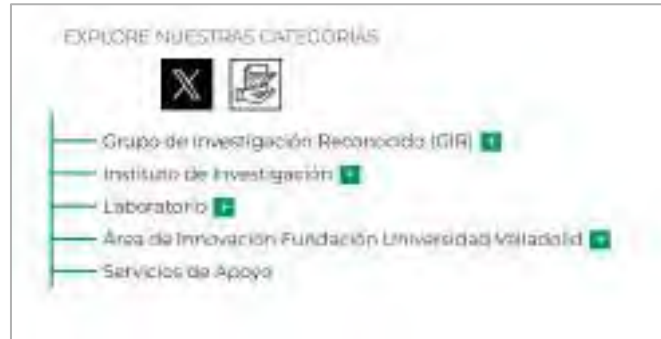 EXPLORE NUESTRAS CATEGORÍAS
Grupo de Investigación Reconocido (GIR) +
Instituto de Investigación +
Laboratorio +
Área de Innovación Fundación Universidad Valladolid +
Servicios de Apoyo